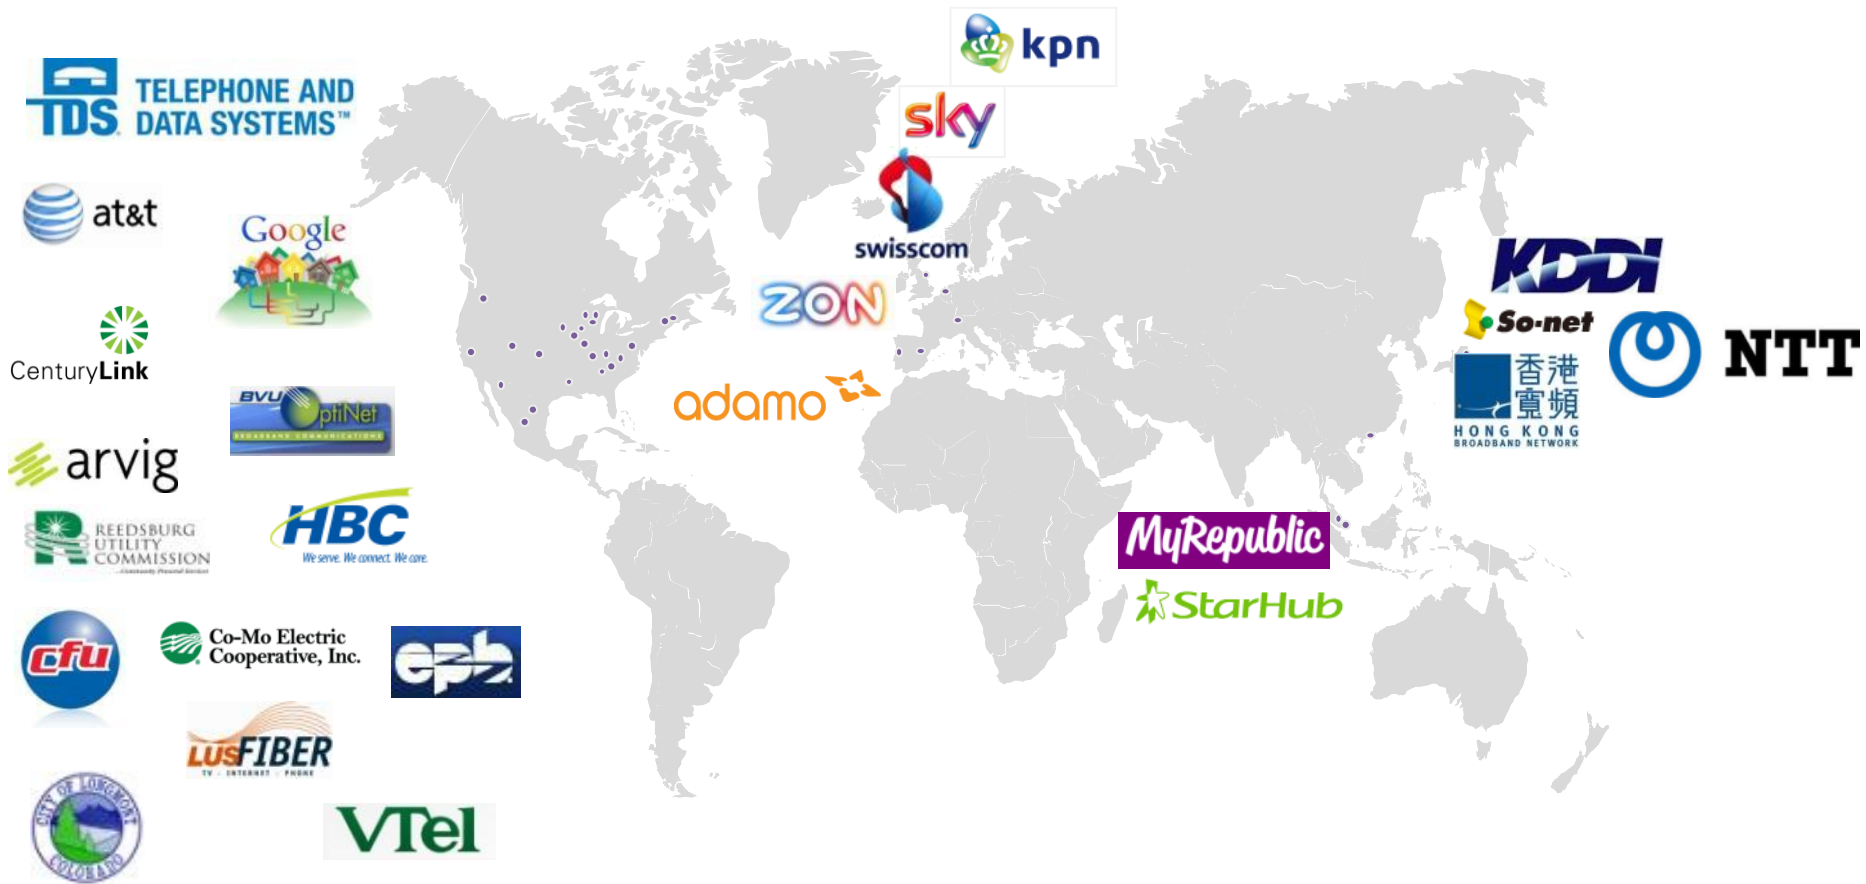 kpn
sky
TDS
TELEPHONE AND
DATA SYSTEMS™
at&t
Google
swisscom
ZON
KDDI
So-net
NTT
CenturyLink
香港
寬頻
HONG KONG
BROADBAND NETWORK
adamo
BVU OptiNet
BROADBAND COMMUNICATIONS
arvig
REEDSBURG
UTILITY
COMMISSION
HBC
We serve. We connect. We care.
MyRepublic
StarHub
cfu
Co-Mo Electric
Cooperative, Inc.
epb
LUSFIBER
TV - INTERNET - PHONE
CITY OF LONGMONT
COLORADO
VTel